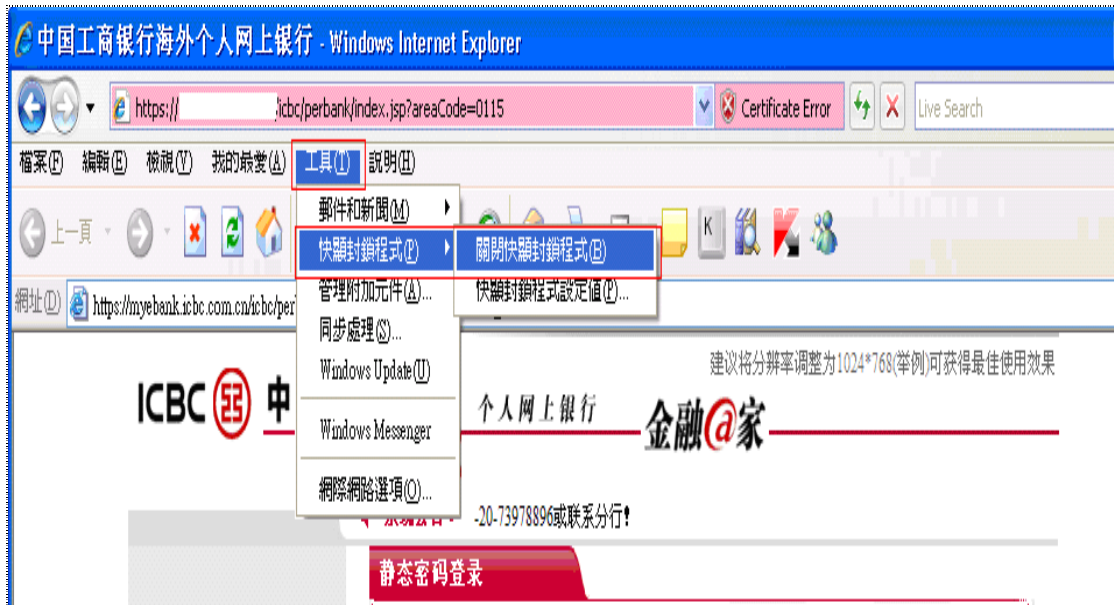 中国工商银行海外个人网上银行 - Windows Internet Explorer
https:// /icbc/perbank/index.jsp?areaCode=0115 Certificate Error Live Search
檔案(F) 編輯(E) 檢視(V) 我的最愛(A) 工具(T) 說明(H)
上一頁
郵件和新聞(M)
快顯封鎖程式(P) 關閉快顯封鎖程式(B)
管理附加元件(A)... 快顯封鎖程式設定值(P)...
網址(D) https://myebank.icbc.com.cn/icbc/per
同步處理(S)...
Windows Update(U)
Windows Messenger
網際網路選項(O)...
建议将分辨率调整为1024*768(举例)可获得最佳使用效果
ICBC 中 个人网上银行 金融@家
-20-73978896或联系分行!
静态密码登录